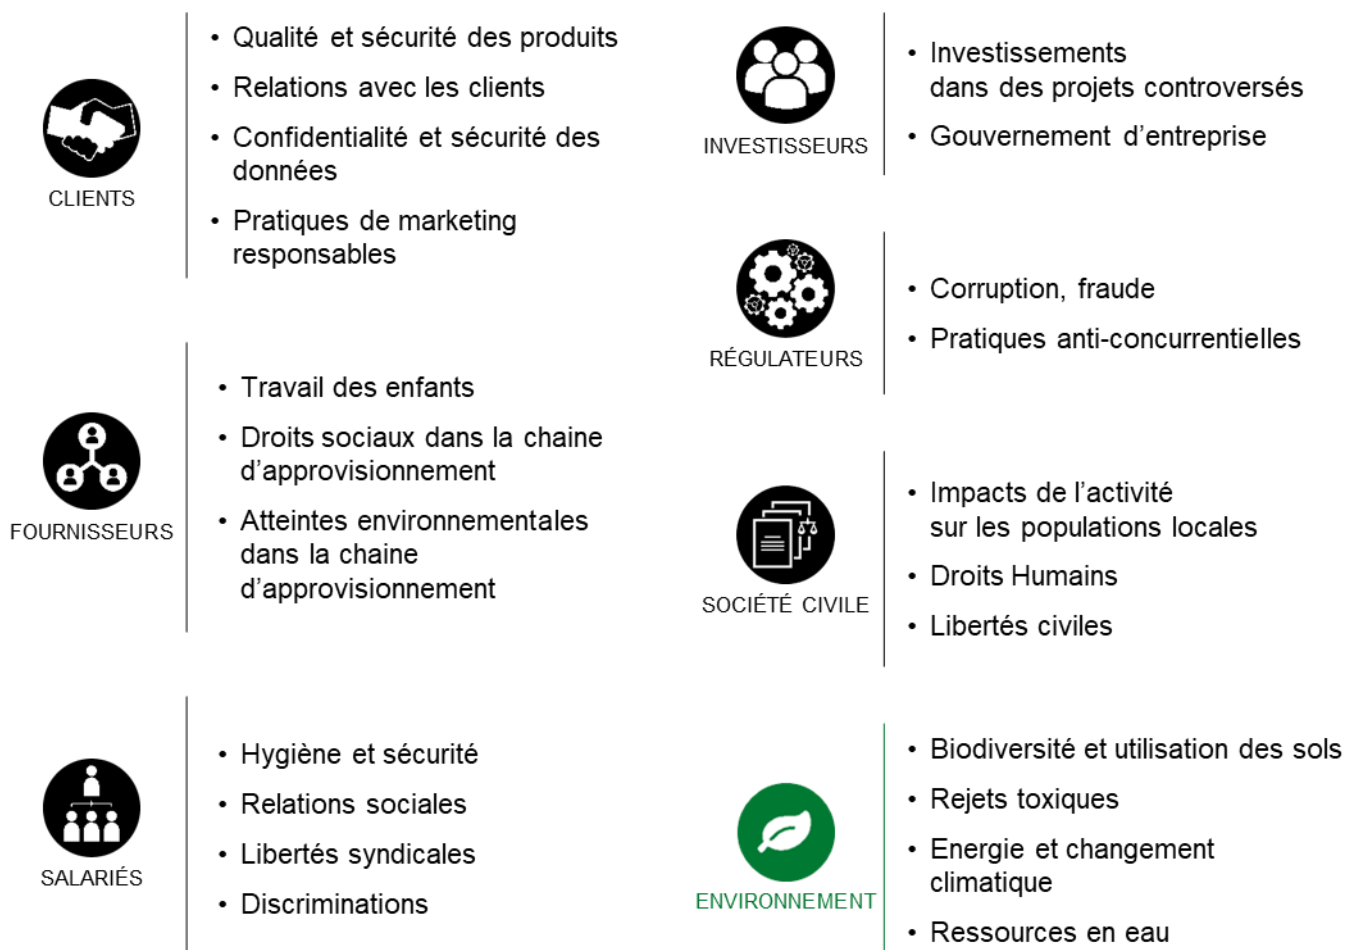 CLIENTS
• Qualité et sécurité des produits
• Relations avec les clients
• Confidentialité et sécurité des
données
• Pratiques de marketing
responsables
FOURNISSEURS
• Travail des enfants
• Droits sociaux dans la chaine
d’approvisionnement
• Atteintes environnementales
dans la chaine
d’approvisionnement
SALARIÉS
• Hygiène et sécurité
• Relations sociales
• Libertés syndicales
• Discriminations
INVESTISSEURS
• Investissements
dans des projets controversés
• Gouvernement d’entreprise
RÉGULATEURS
• Corruption, fraude
• Pratiques anti-concurrentielles
SOCIÉTÉ CIVILE
• Impacts de l’activité
sur les populations locales
• Droits Humains
• Libertés civiles
ENVIRONNEMENT
• Biodiversité et utilisation des sols
• Rejets toxiques
• Energie et changement
climatique
• Ressources en eau